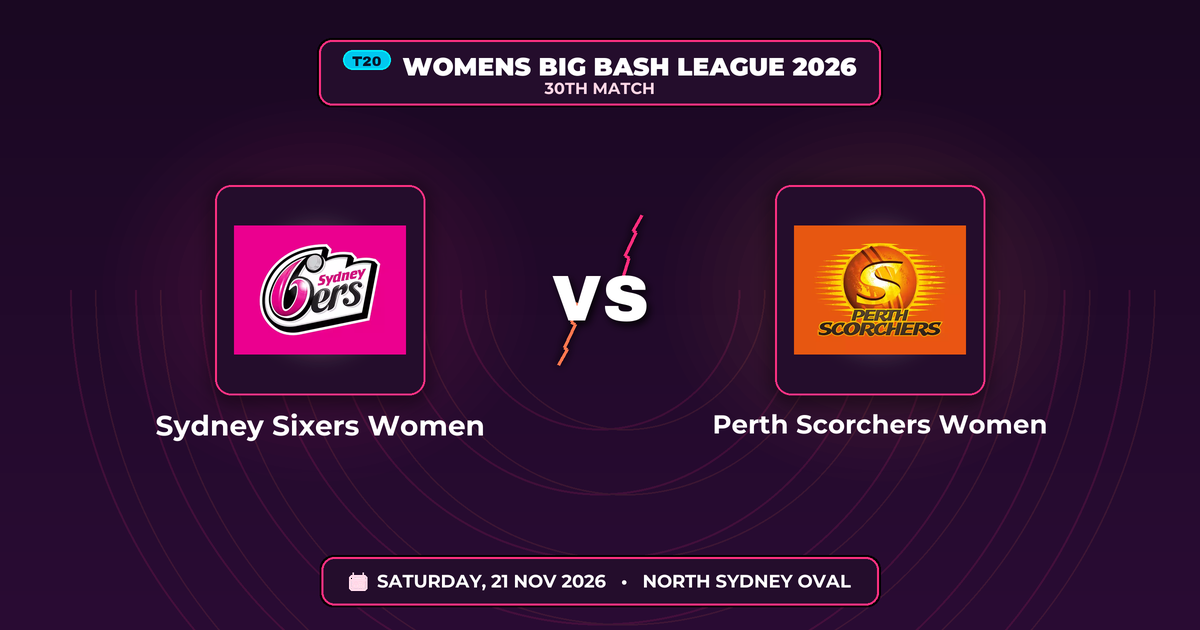 T20 WOMENS BIG BASH LEAGUE 2026
30TH MATCH
Sydney
6ers
VS
S
PERTH
SCORCHERS
Sydney Sixers Women
Perth Scorchers Women
SATURDAY, 21 NOV 2026 • NORTH SYDNEY OVAL